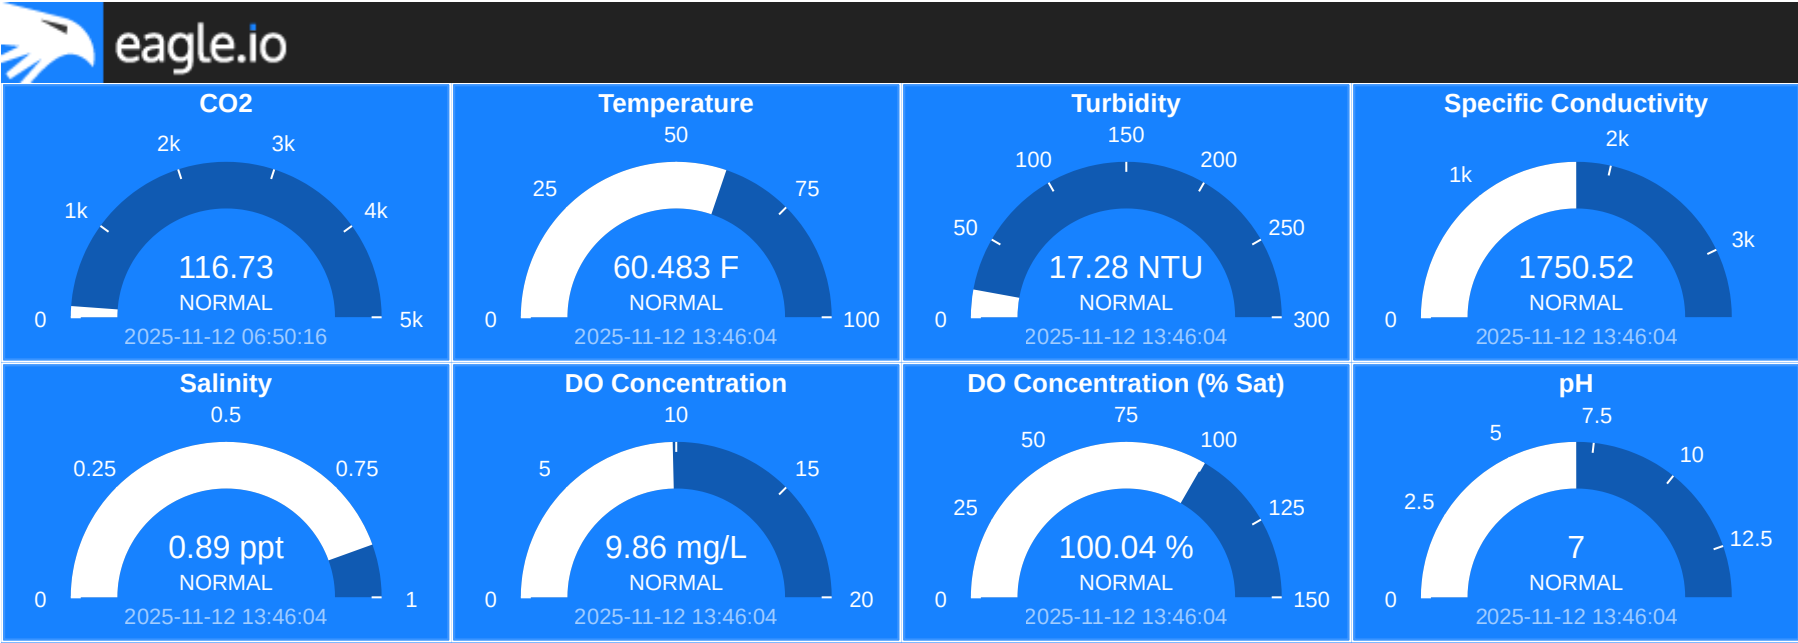 eagle.io
CO2
0
1k
2k
3k
4k
5k
116.73
NORMAL
2025-11-12 06:50:16
Temperature
0
25
50
75
100
60.483 F
NORMAL
2025-11-12 13:46:04
Turbidity
0
50
100
150
200
250
300
17.28 NTU
NORMAL
2025-11-12 13:46:04
Specific Conductivity
0
1k
2k
3k
1750.52
NORMAL
2025-11-12 13:46:04
Salinity
0
0.25
0.5
0.75
1
0.89 ppt
NORMAL
2025-11-12 13:46:04
DO Concentration
0
5
10
15
20
9.86 mg/L
NORMAL
2025-11-12 13:46:04
DO Concentration (% Sat)
0
25
50
75
100
125
150
100.04 %
NORMAL
2025-11-12 13:46:04
pH
0
2.5
5
7.5
10
12.5
7
NORMAL
2025-11-12 13:46:04